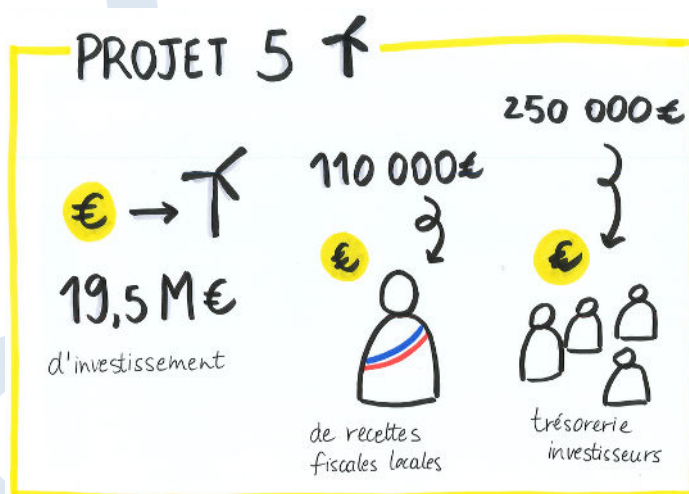 PROJET 5
250 000€
110 000€
€
19,5 M€
d'investissement
€
de recettes
fiscales locales
€
trésorerie
investisseurs